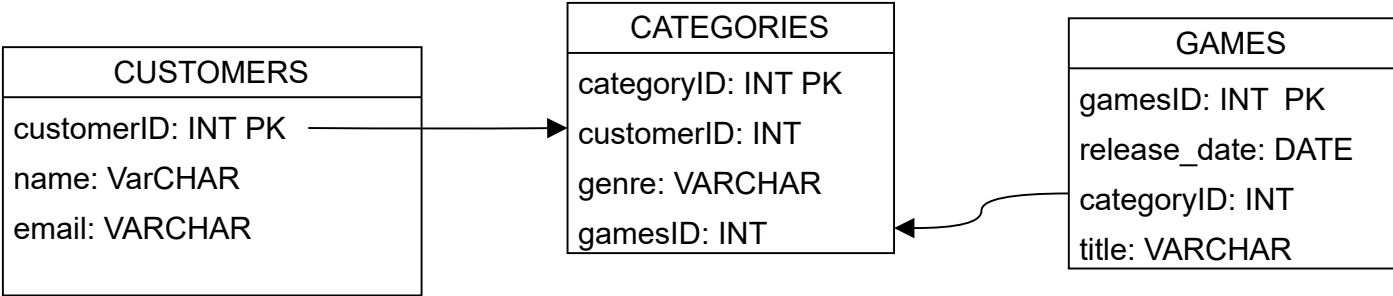 CUSTOMERS
customerID: INT PK
name: VarCHAR
email: VARCHAR
CATEGORIES
categoryID: INT PK
customerID: INT
genre: VARCHAR
gamesID: INT
GAMES
gamesID: INT  PK
release_date: DATE
categoryID: INT
title: VARCHAR